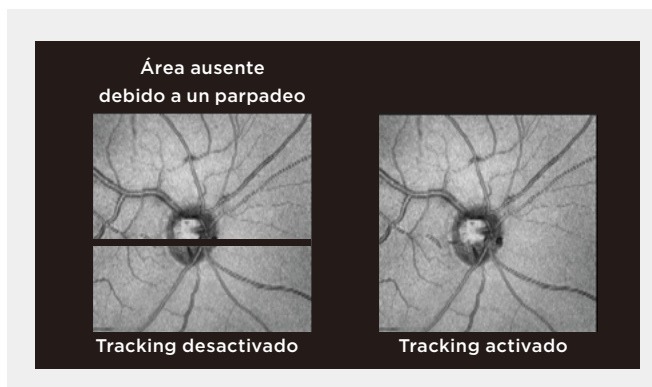 Área ausente
debido a un parpadeo
Tracking desactivado
Tracking activado